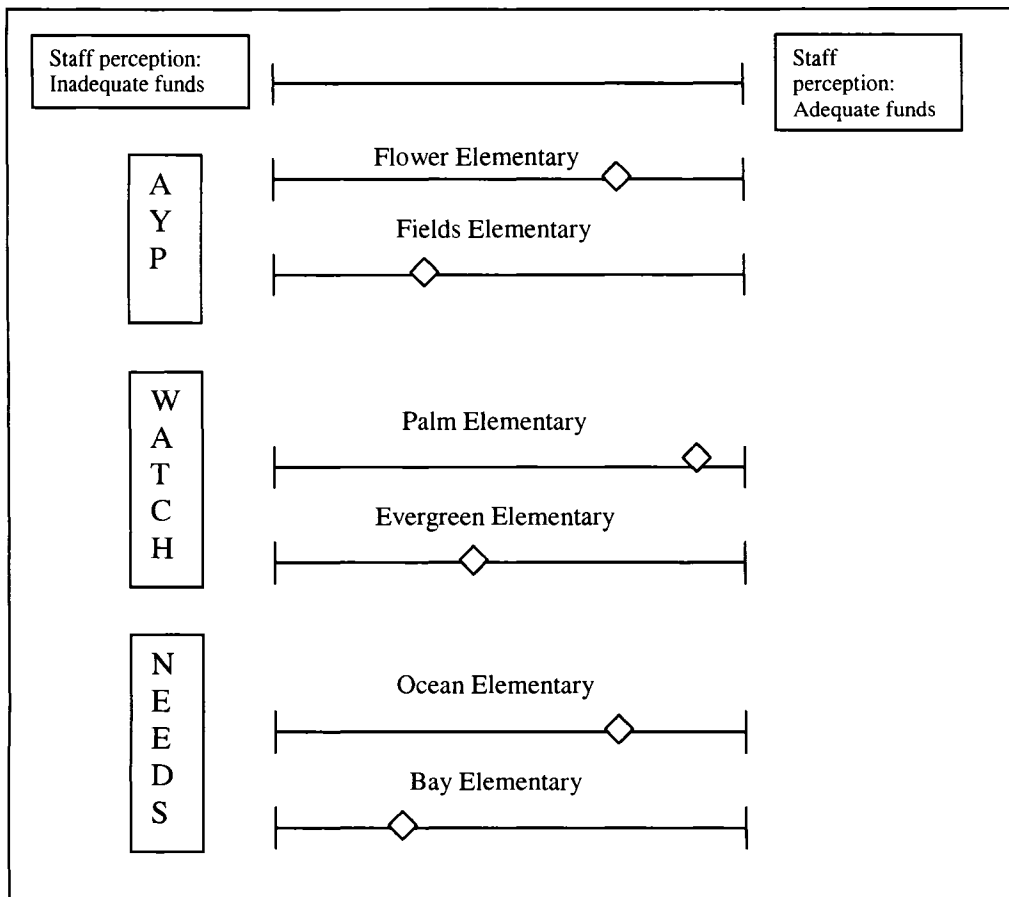 Staff perception:
Inadequate funds
Staff
perception:
Adequate funds
A
Y
P
Flower Elementary
Fields Elementary
W
A
T
C
H
Palm Elementary
Evergreen Elementary
N
E
E
D
S
Ocean Elementary
Bay Elementary